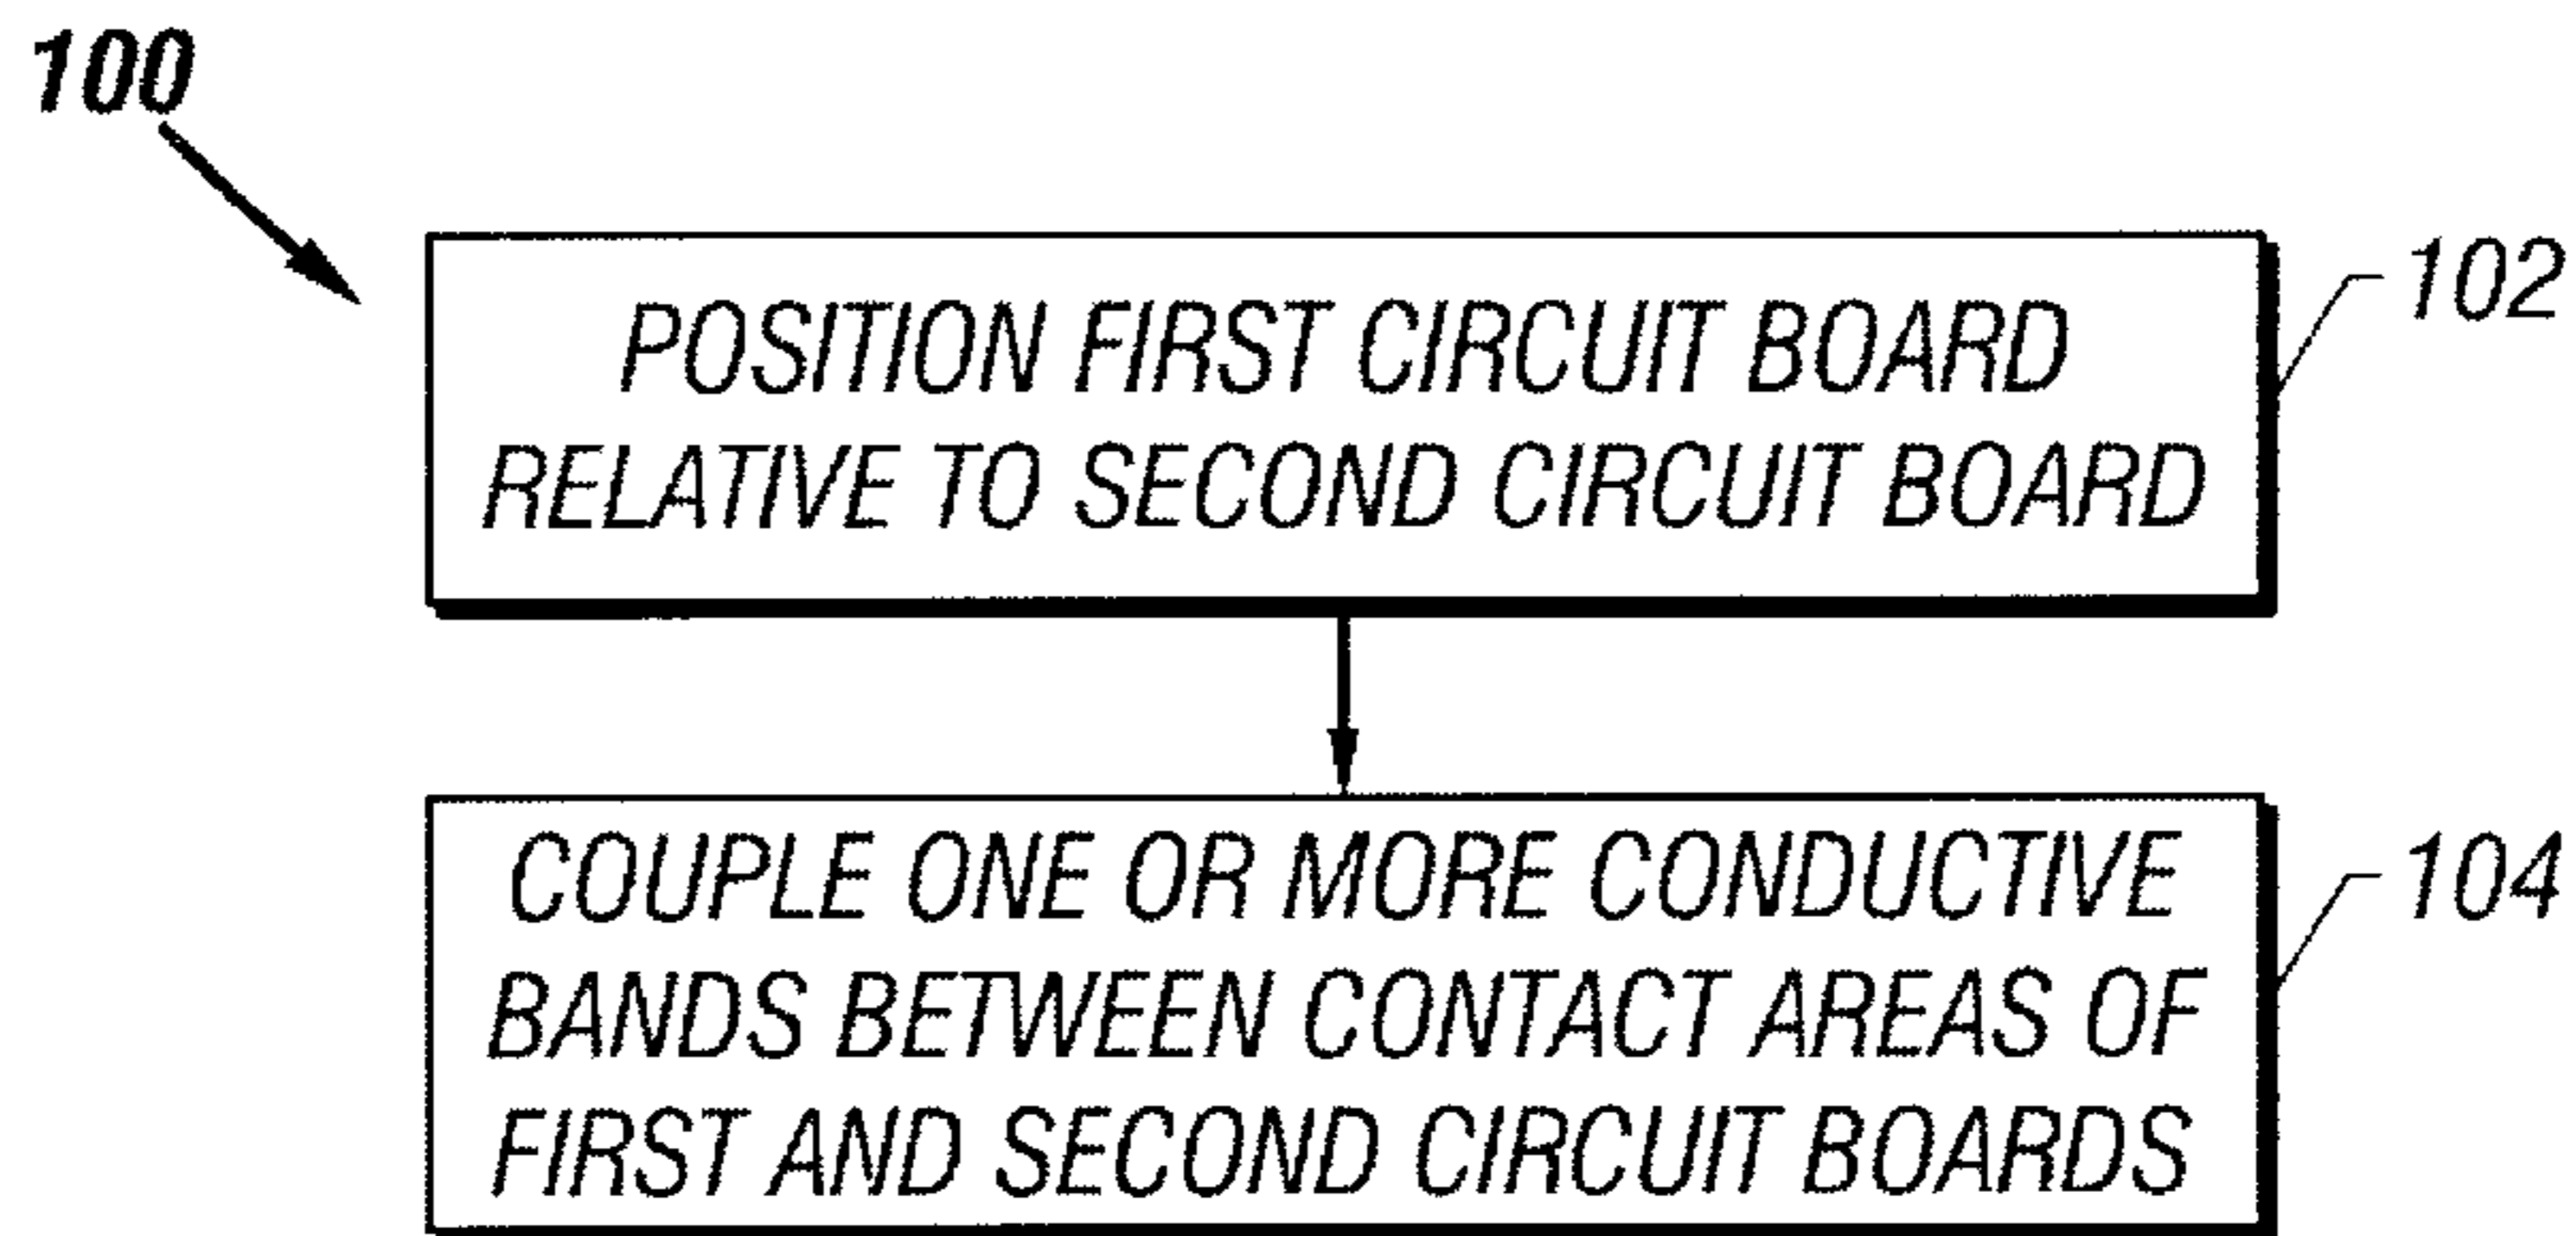 100
POSITION FIRST CIRCUIT BOARD
RELATIVE TO SECOND CIRCUIT BOARD
102
COUPLE ONE OR MORE CONDUCTIVE
BANDS BETWEEN CONTACT AREAS OF
FIRST AND SECOND CIRCUIT BOARDS
104